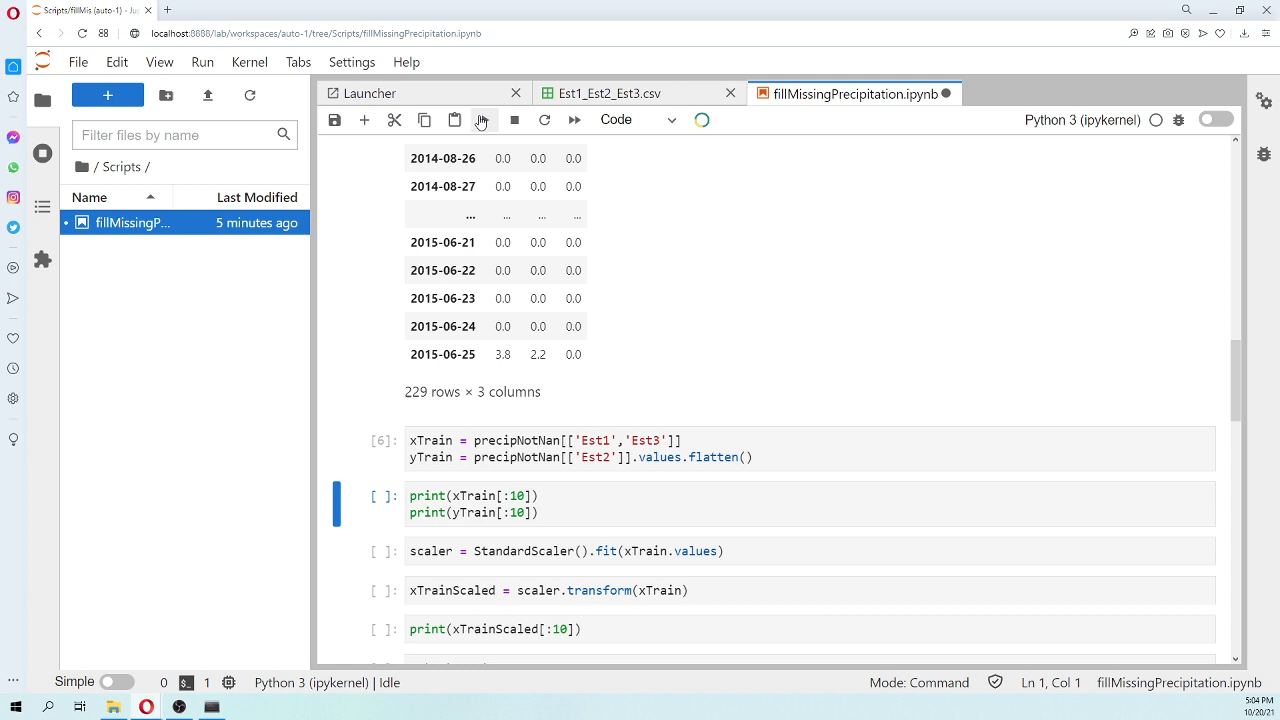 Scripts/fillMis (auto-1) - Ju
localhost:8888/lab/workspaces/auto-1/tree/Scripts/fillMissingPrecipitation.ipynb
File Edit View Run Kernel Tabs Settings Help
Launcher
Est1_Est2_Est3.csv
fillMissingPrecipitation.ipynb
Code
Python 3 (ipykernel)
Filter files by name
/ Scripts /
Name Last Modified
fillMissingP... 5 minutes ago
2014-08-26 0.0 0.0 0.0
2014-08-27 0.0 0.0 0.0
... ... ... ...
2015-06-21 0.0 0.0 0.0
2015-06-22 0.0 0.0 0.0
2015-06-23 0.0 0.0 0.0
2015-06-24 0.0 0.0 0.0
2015-06-25 3.8 2.2 0.0
229 rows × 3 columns
[6]: xTrain = precipNotNan[['Est1','Est3']]
yTrain = precipNotNan[['Est2']].values.flatten()
[ ]: print(xTrain[:10])
print(yTrain[:10])
[ ]: scaler = StandardScaler().fit(xTrain.values)
[ ]: xTrainScaled = scaler.transform(xTrain)
[ ]: print(xTrainScaled[:10])
Simple 0 1 Python 3 (ipykernel) | Idle Mode: Command Ln 1, Col 1 fillMissingPrecipitation.ipynb
5:04 PM
10/20/21